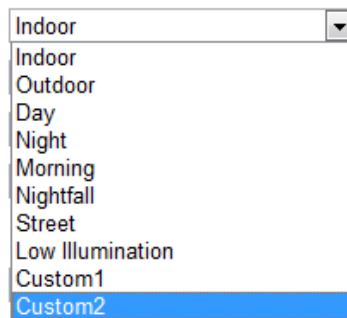 Indoor
Indoor
Outdoor
Day
Night
Morning
Nightfall
Street
Low Illumination
Custom1
Custom2